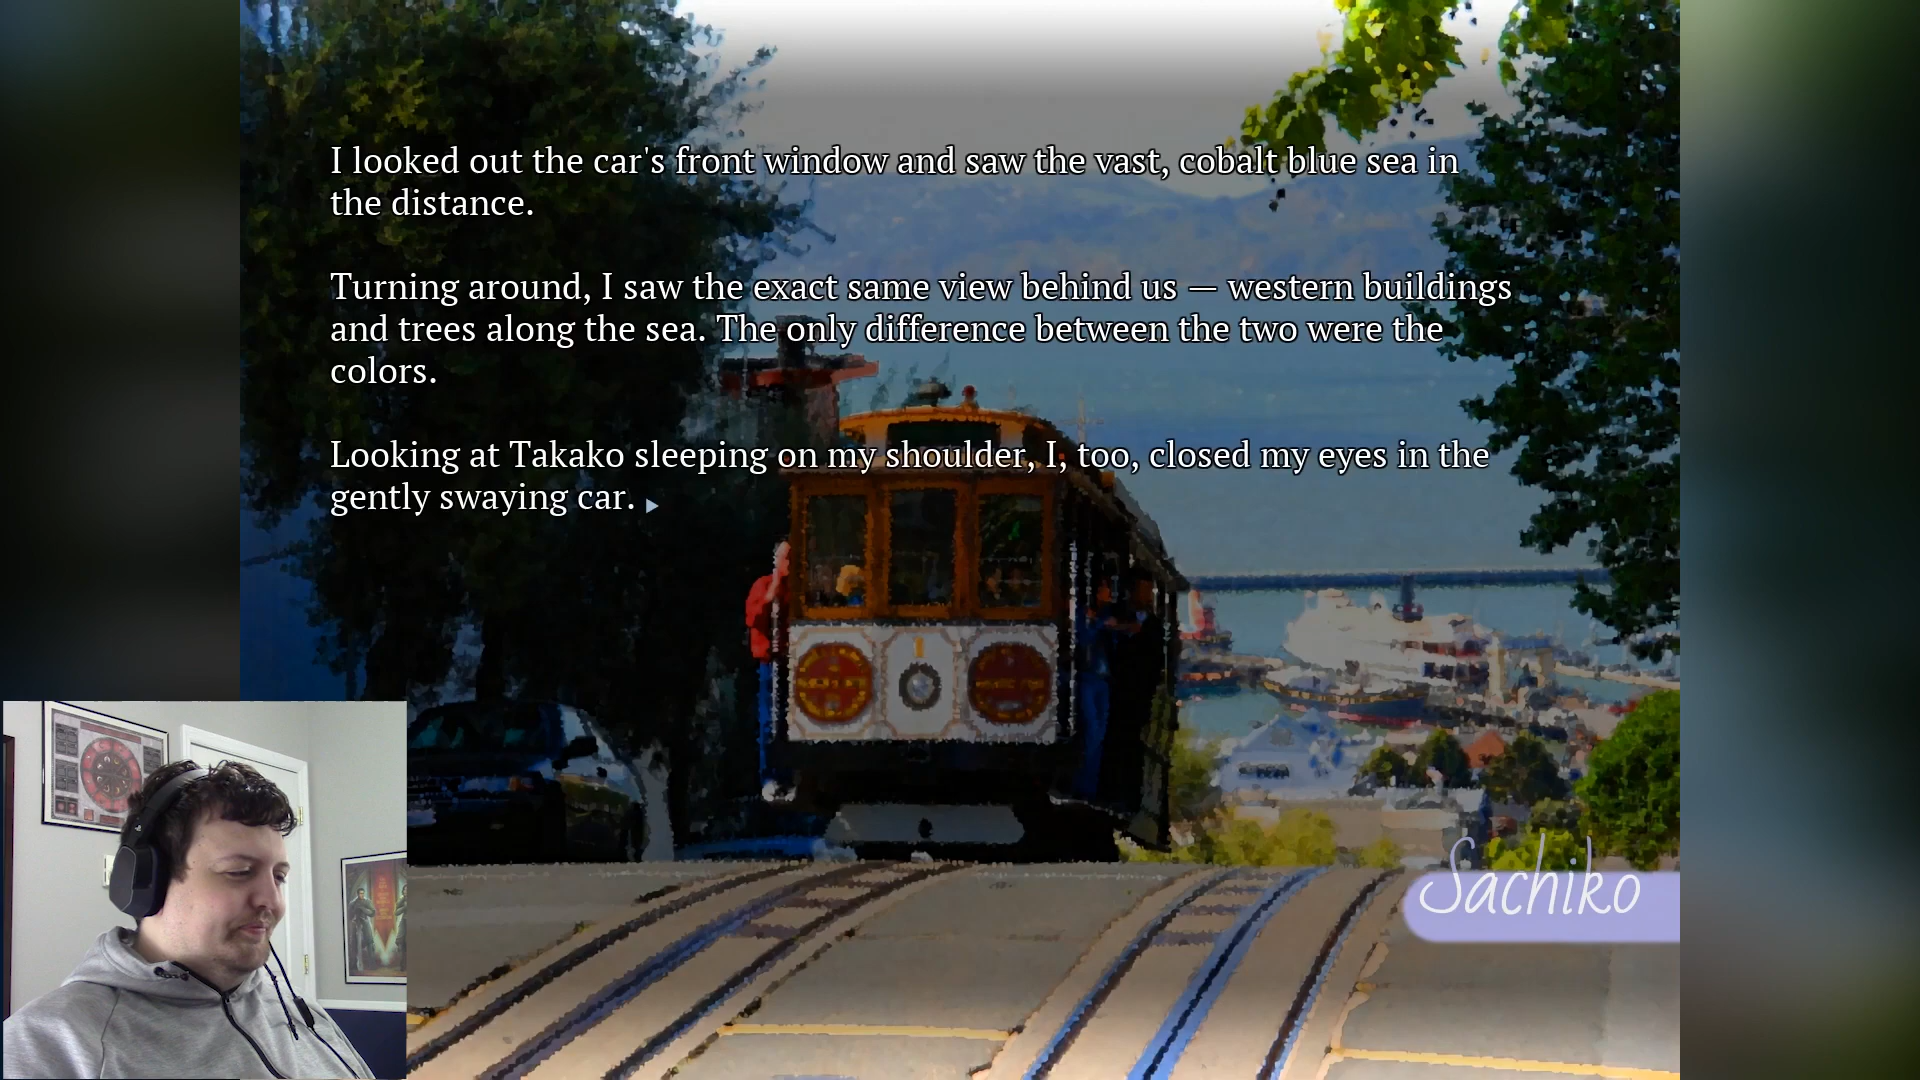 I looked out the car's front window and saw the vast, cobalt blue sea in
the distance.
Turning around, I saw the exact same view behind us — western buildings
and trees along the sea. The only difference between the two were the
colors.
Looking at Takako sleeping on my shoulder, I, too, closed my eyes in the
gently swaying car.
Sachiko